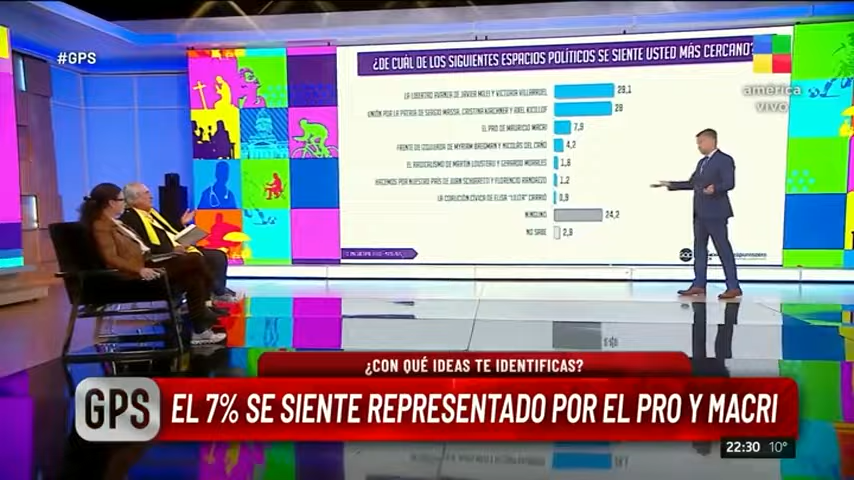 #GPS
¿DE CUÁL DE LOS SIGUIENTES ESPACIOS POLÍTICOS SE SIENTE USTED MÁS CERCANO?
américa
vivo
LA LIBERTAD AVANZA DE JAVIER MILEI Y VICTORIA VILLARRUEL 29,1
UNIÓN POR LA PATRIA DE SERGIO MASSA, CRISTINA KIRCHNER Y AXEL KICILLOF 28
EL PRO DE MAURICIO MACRI 7,9
FRENTE DE IZQUIERDA DE MYRIAM BREGMAN Y NICOLÁS DEL CAÑO 4,2
EL RADICALISMO DE MARTÍN LOUSTEAU Y GERARDO MORALES 1,8
HACEMOS POR NUESTRO PAÍS DE JUAN SCHIARETTI Y FLORENCIO RANDAZZO 1,2
LA COALICIÓN CÍVICA DE ELISA "LILITA" CARRIÓ 0,9
NINGUNO 24,2
NO SABE 2,8
¿CON QUÉ IDEAS TE IDENTIFICAS?
GPS EL 7% SE SIENTE REPRESENTADO POR EL PRO Y MACRI
22:30 10°